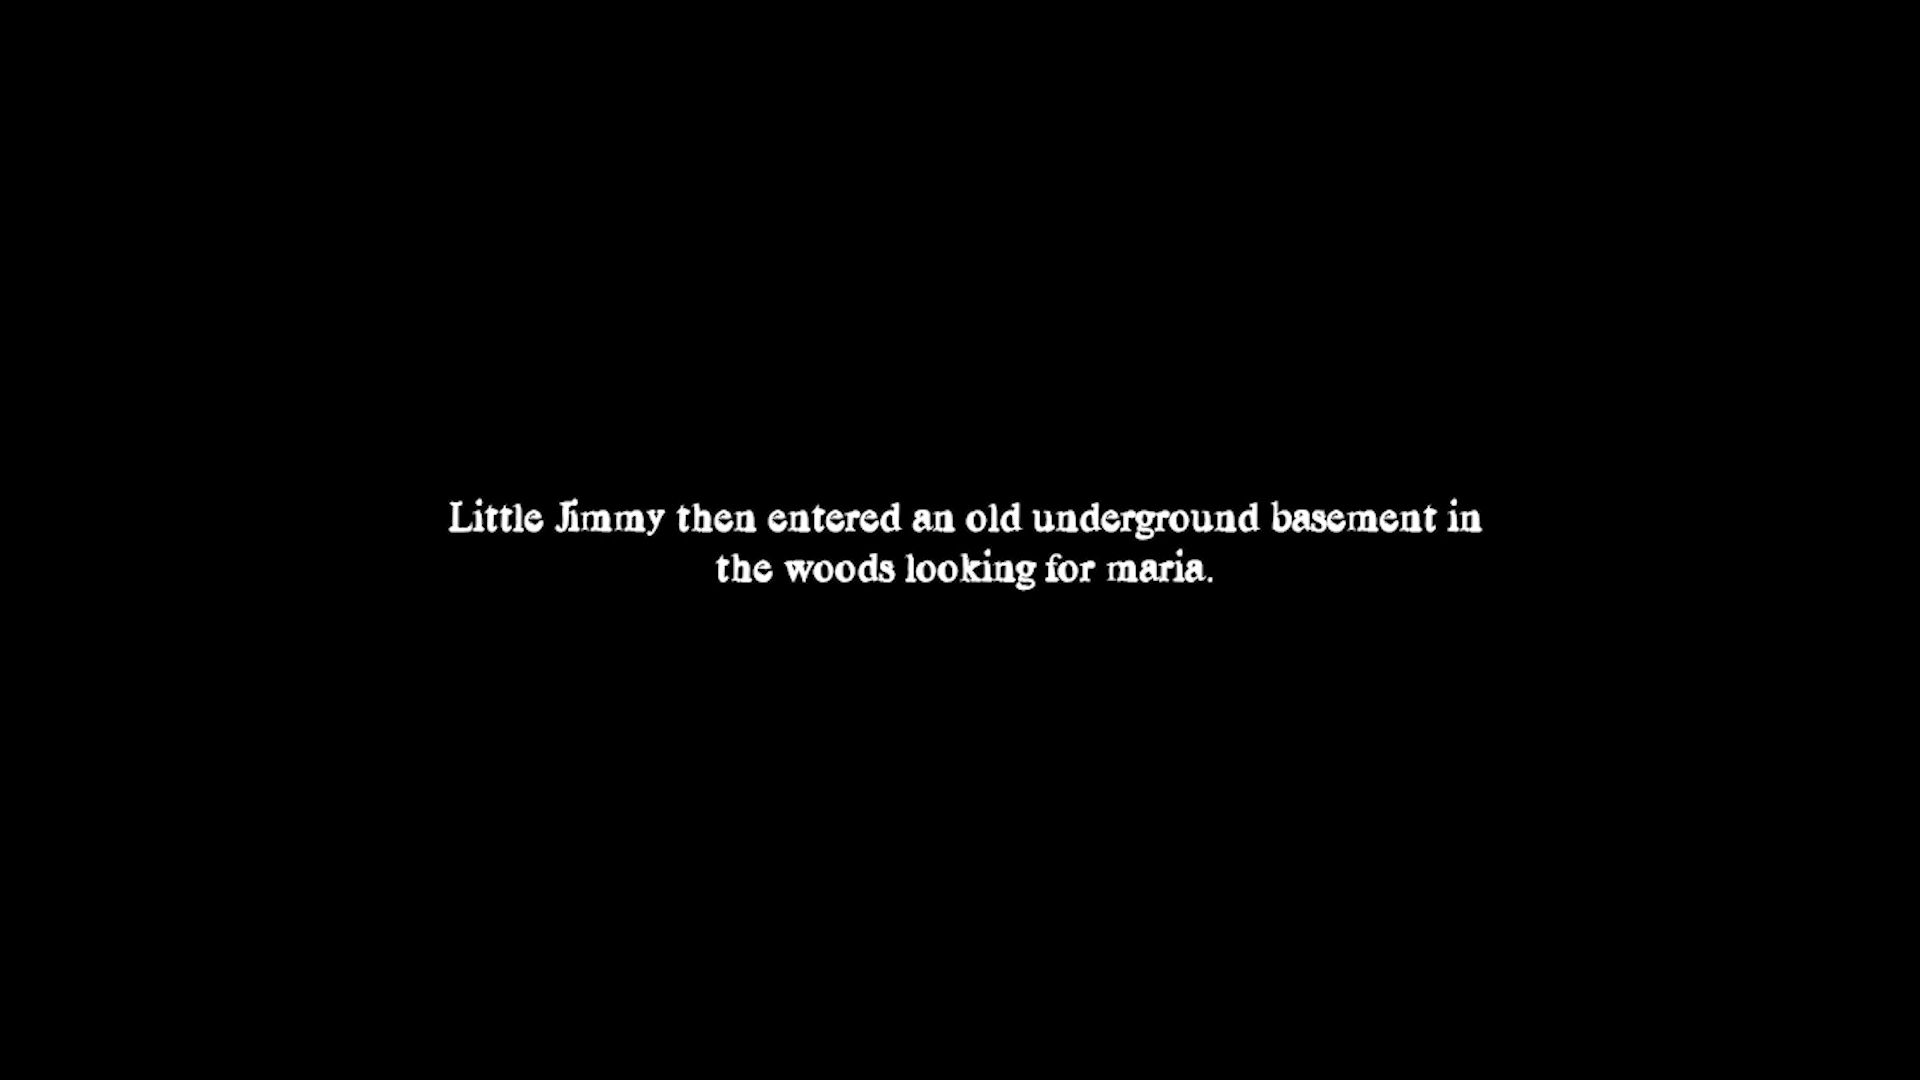 Little Jimmy then entered an old underground basement in
the woods looking for maria.